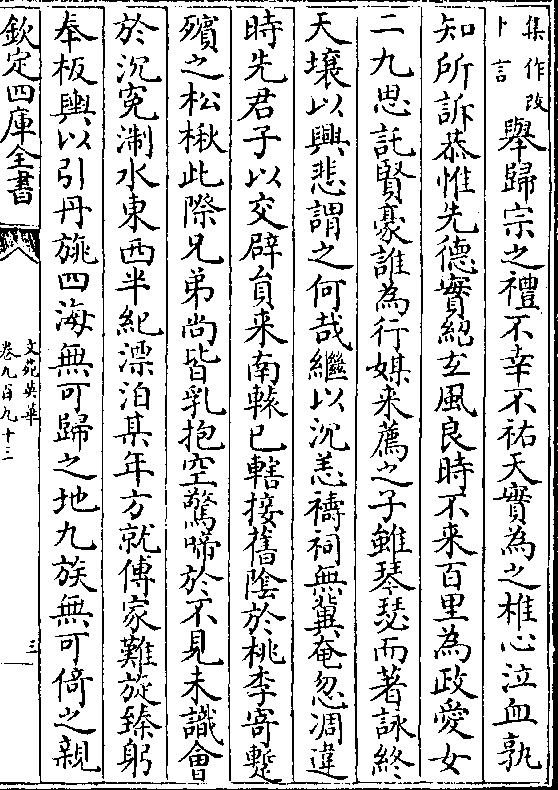 集作改
卜言
舉歸宗之禮不幸不祐天實為之椎心泣血孰
知所訴恭惟先德實紹玄風良時不来百里為政愛女
二九思託賢豪誰為行媒来薦之子雖琴瑟而著詠終
天壤以興悲謂之何哉繼以沉恙禱祠無冀奄忽凋違
時先君子以交辟員来南轅已轄接舊陰於桃李寄蹔
殯之松楸此際兄弟尚皆乳抱空驚啼於不見未識會
於沉寃淛水東西半紀漂泊其年方就傅家難旋臻躬
奉板輿以引丹旐四海無可歸之地九族無可倚之親
欽定四庫全書
文苑英華
卷九百九十三
三